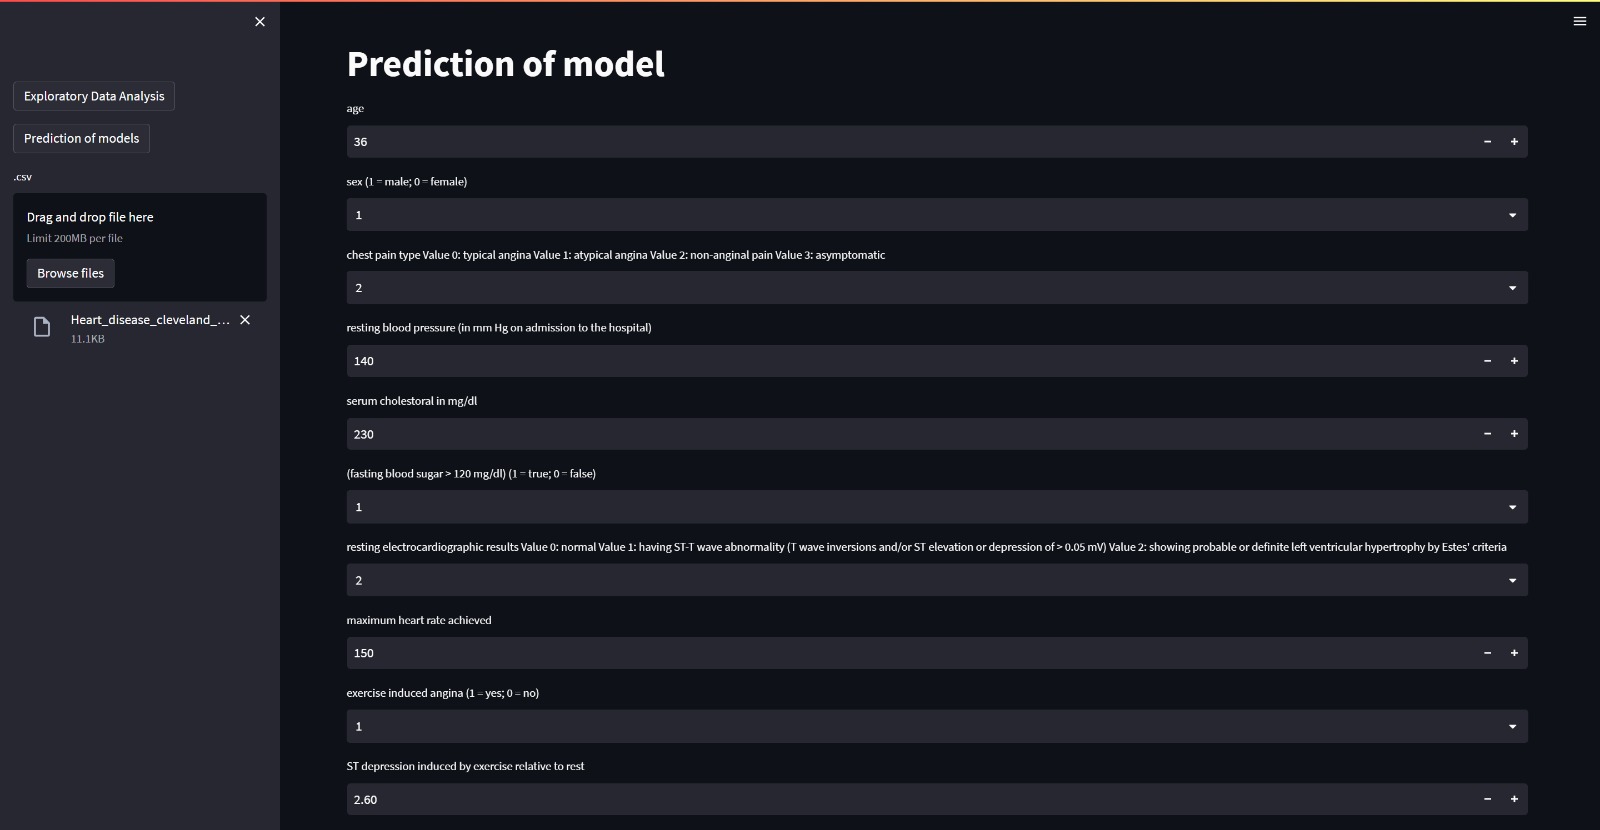 Exploratory Data Analysis
Prediction of models
.csv
Drag and drop file here
Limit 200MB per file
Browse files
Heart_disease_cleveland_...
11.1KB
Prediction of model
age
36
sex (1 = male; 0 = female)
1
chest pain type Value 0: typical angina Value 1: atypical angina Value 2: non-anginal pain Value 3: asymptomatic
2
resting blood pressure (in mm Hg on admission to the hospital)
140
serum cholestoral in mg/dl
230
(fasting blood sugar > 120 mg/dl) (1 = true; 0 = false)
1
resting electrocardiographic results Value 0: normal Value 1: having ST-T wave abnormality (T wave inversions and/or ST elevation or depression of > 0.05 mV) Value 2: showing probable or definite left ventricular hypertrophy by Estes' criteria
2
maximum heart rate achieved
150
exercise induced angina (1 = yes; 0 = no)
1
ST depression induced by exercise relative to rest
2.60